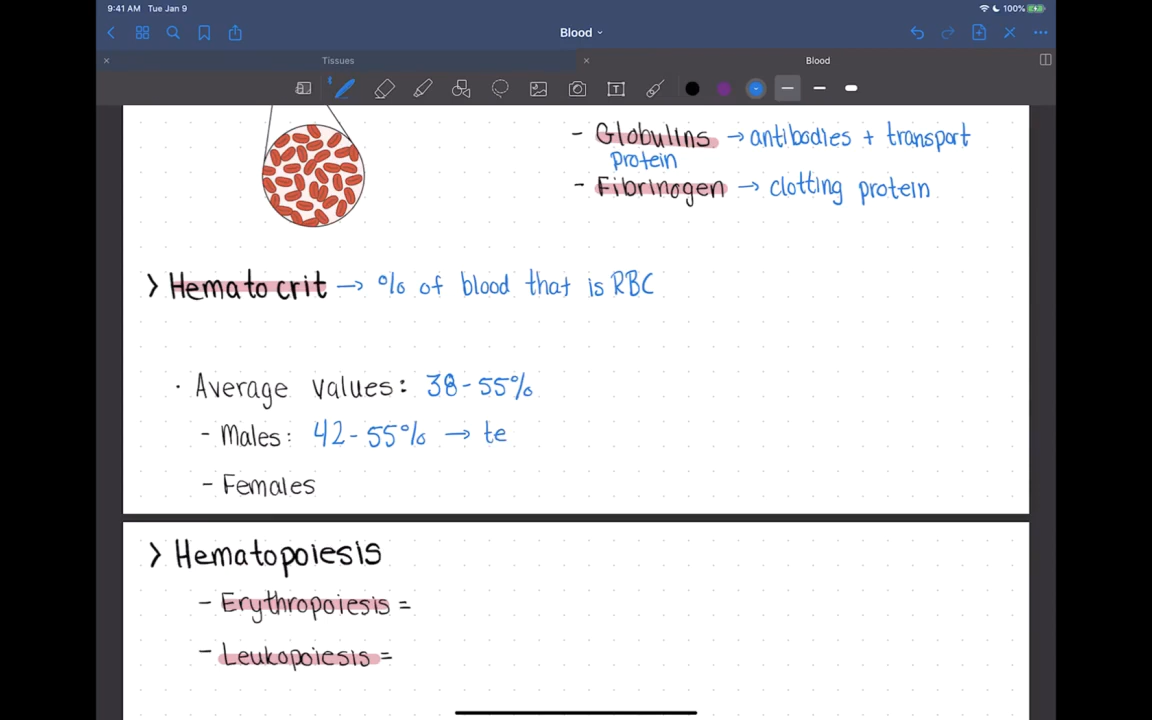 9:41 AM Tue Jan 9
100%
Blood
Tissues
Blood
T
- Globulins → antibodies + transport
protein
- Fibrinogen → clotting protein
> Hematocrit → % of blood that is RBC
· Average values: 38-55%
- Males: 42-55% → te
- Females
> Hematopoiesis
- Erythropoiesis =
- Leukopoiesis =